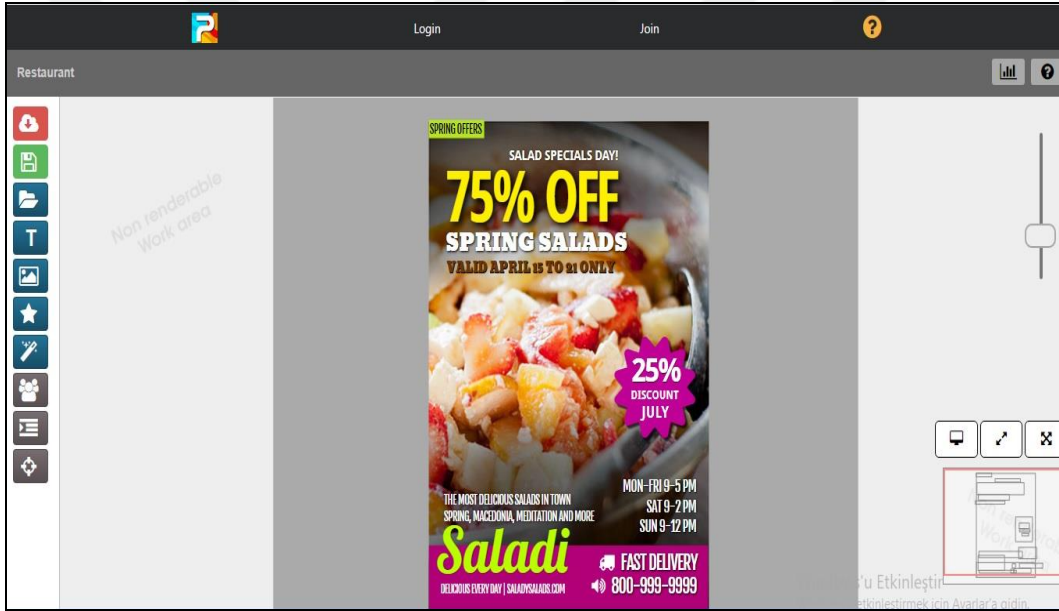 Login
Join
?
Restaurant
?
T
Non renderable
Work area
SPRING OFFERS
SALAD SPECIALS DAY!
75% OFF
SPRING SALADS
VALID APRIL 15 TO 21 ONLY
25%
DISCOUNT
JULY
THE MOST DELICIOUS SALADS IN TOWN
SPRING, MACEDONIA, MEDITATION AND MORE
MON-FRI 9-5 PM
SAT 9-2 PM
SUN 9-12 PM
Saladi
DELICIOUS EVERY DAY | SALADYSALADS.COM
FAST DELIVERY
800-999-9999
Work
'u Etkinleştir
etkinleştirmek için Avarlar'a gidin.